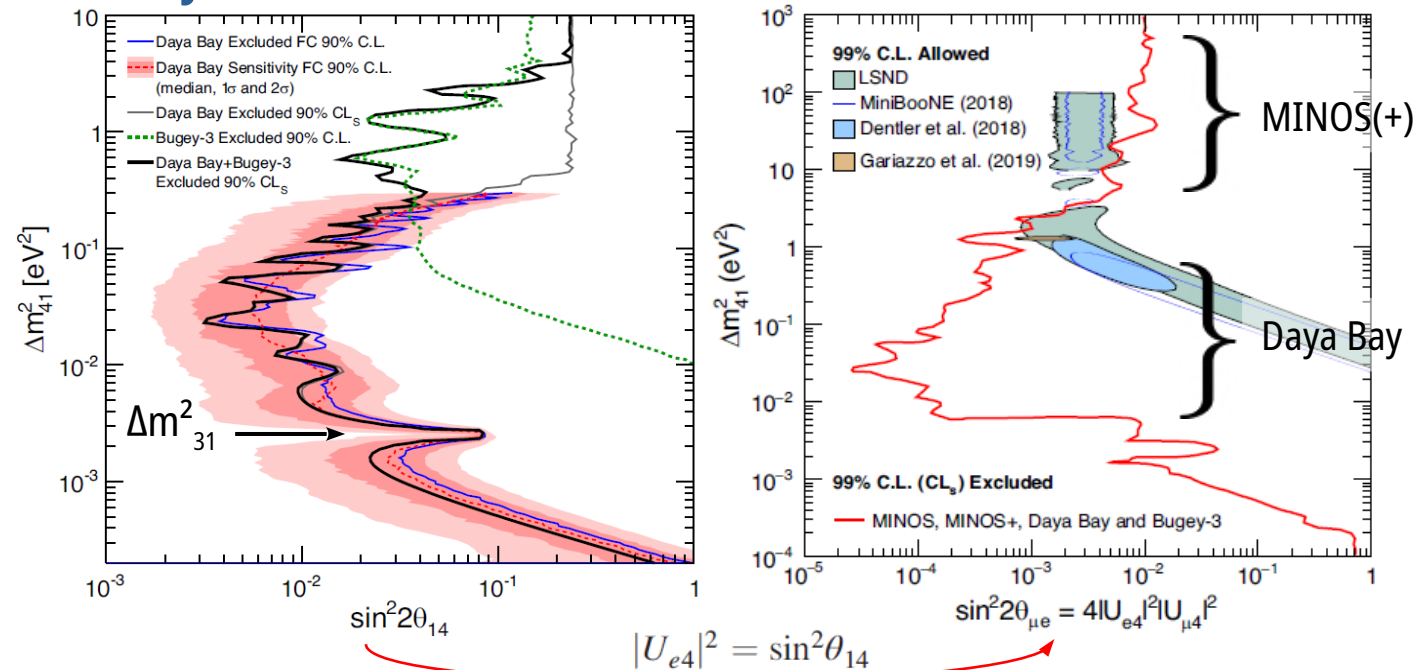 Daya Bay Excluded FC 90% C.L.
Daya Bay Sensitivity FC 90% C.L.
(median, 1σ and 2σ)
Daya Bay Excluded 90% CLₛ
Bugey-3 Excluded 90% C.L.
Daya Bay+Bugey-3
Excluded 90% CLₛ
10
1
10⁻¹
10⁻²
10⁻³
Δm²₄₁ [eV²]
Δm²₃₁
10⁻³
10⁻²
10⁻¹
1
sin²2θ₁₄
99% C.L. Allowed
LSND
MiniBooNE (2018)
Dentler et al. (2018)
Gariazzo et al. (2019)
MINOS(+)
Daya Bay
10³
10²
10
1
10⁻¹
10⁻²
10⁻³
10⁻⁴
Δm²₄₁ (eV²)
99% C.L. (CLₛ) Excluded
MINOS, MINOS+, Daya Bay and Bugey-3
10⁻⁵
10⁻⁴
10⁻³
10⁻²
10⁻¹
1
sin²2θμₑ = 4|Uₑ₄|²|Uμ₄|²
|Uₑ₄|² = sin²θ₁₄